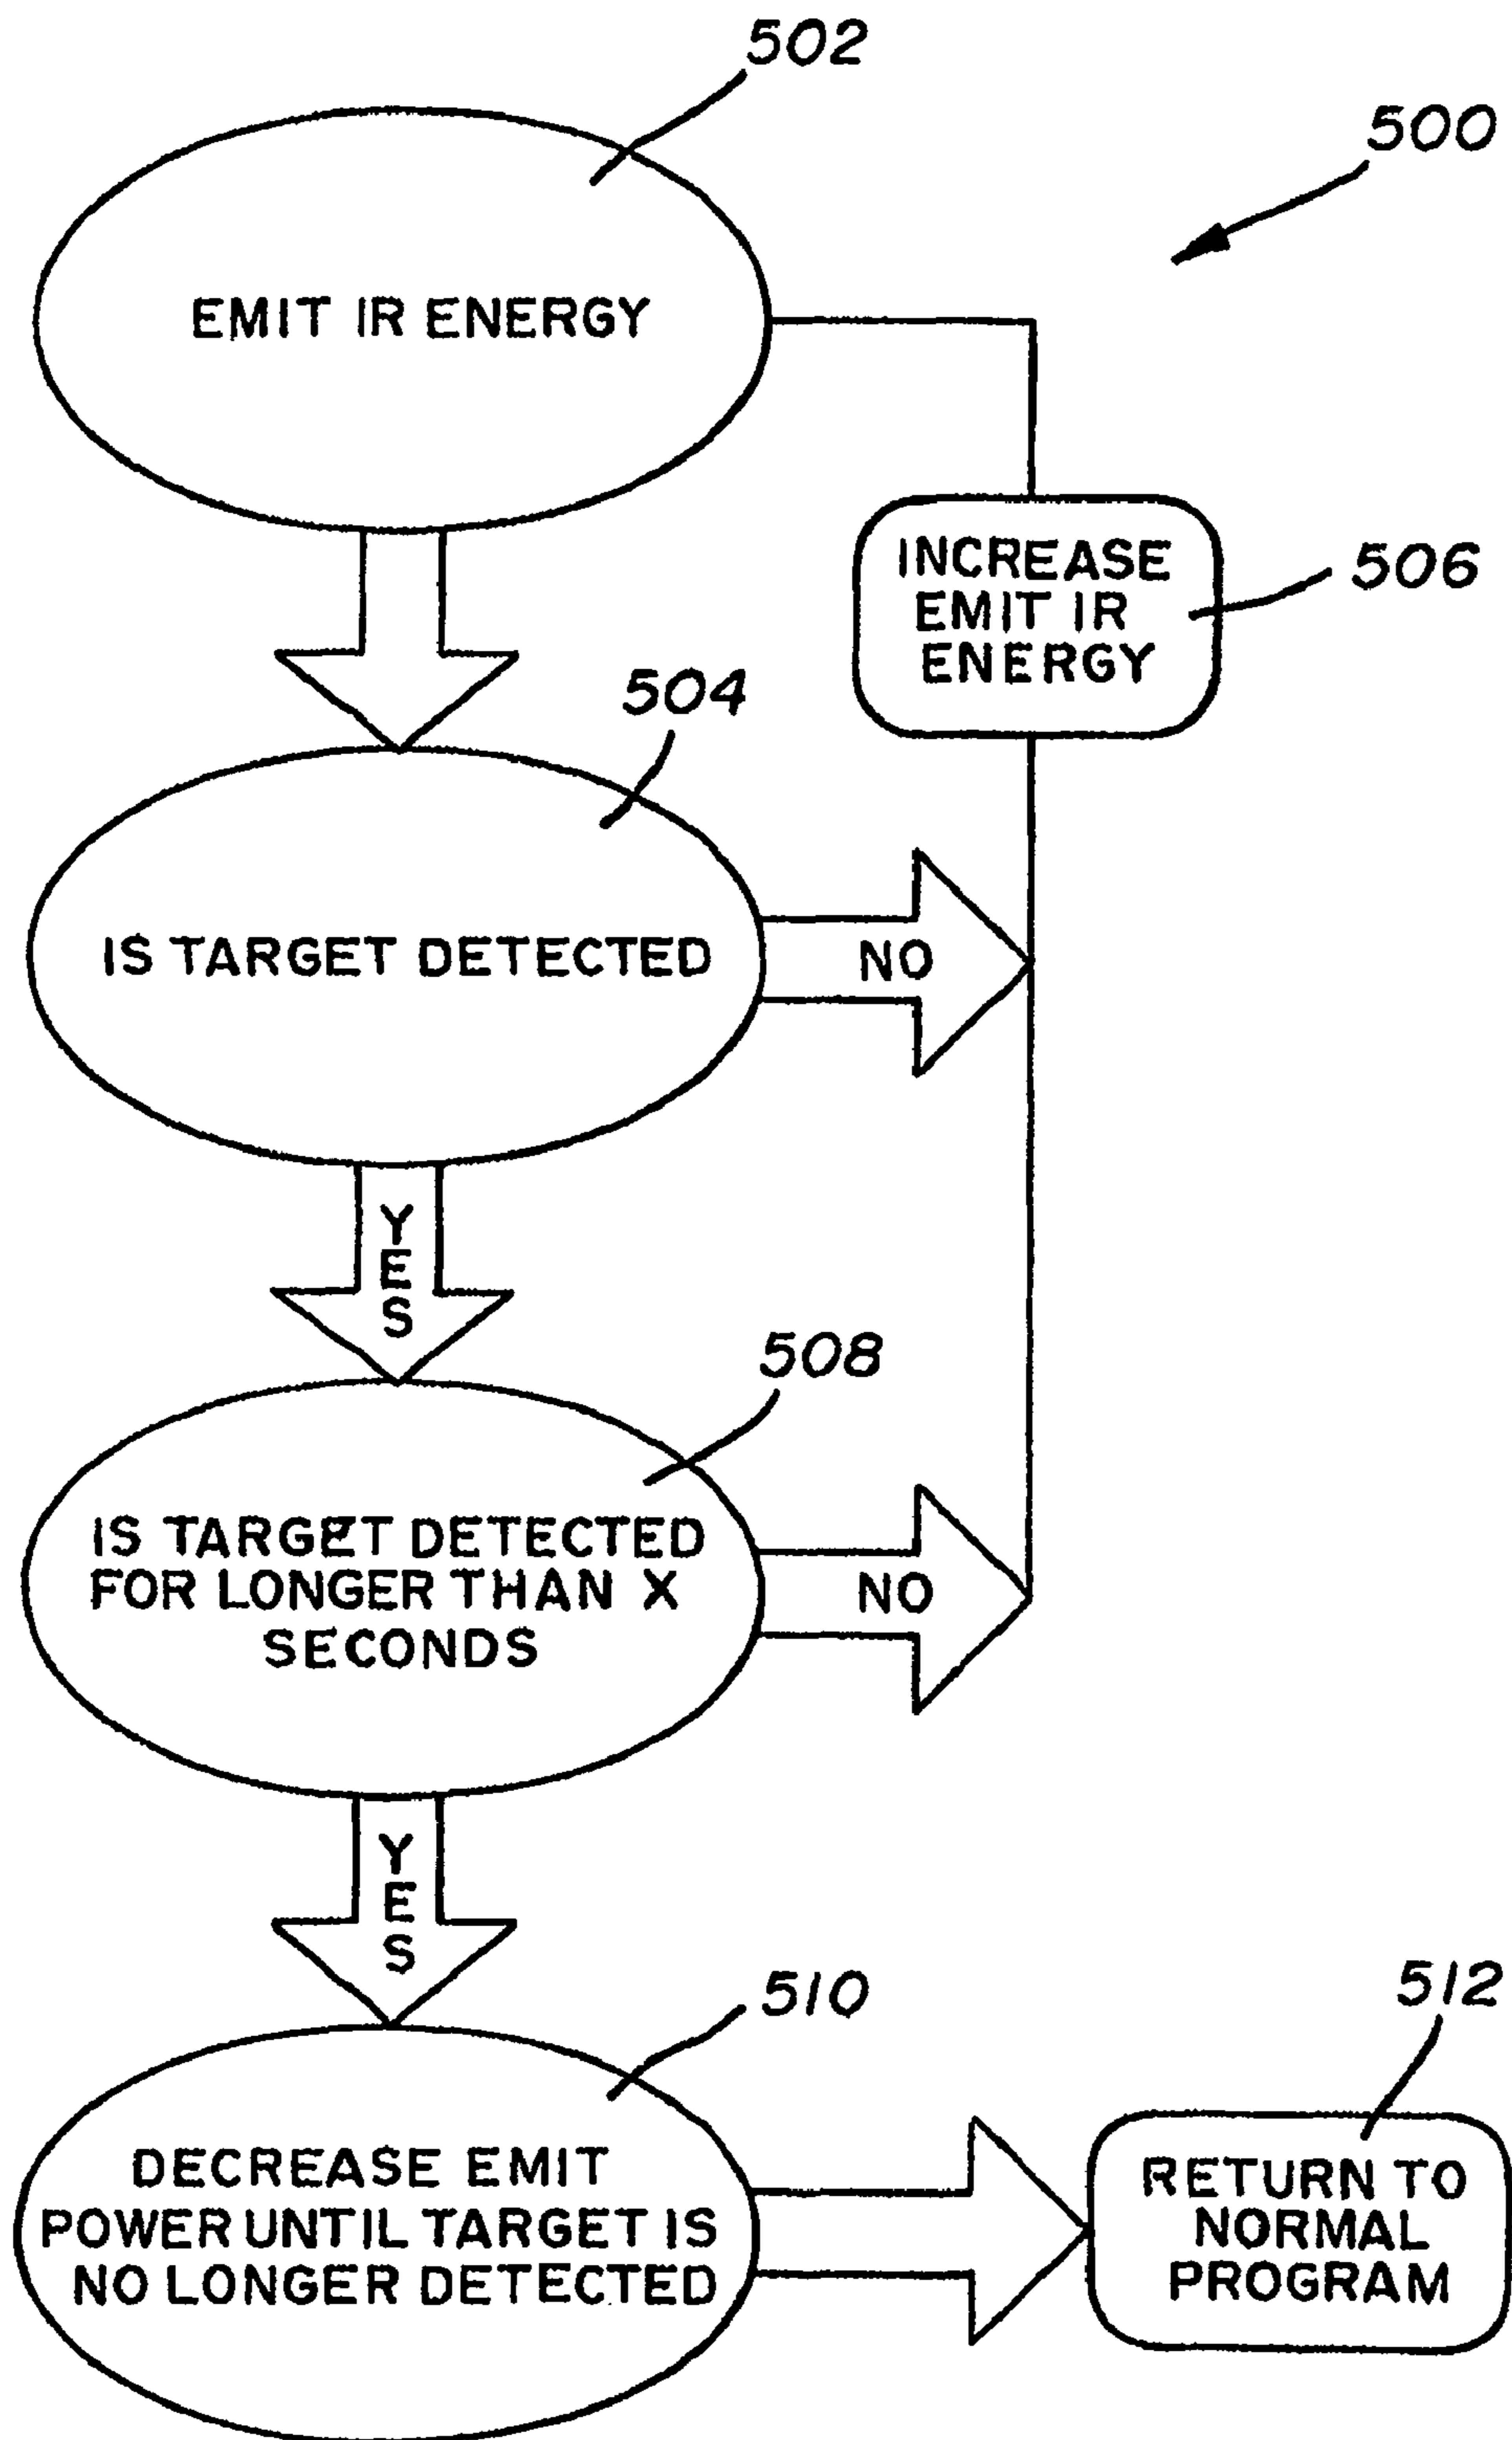 502
500
EMIT IR ENERGY
INCREASE
EMIT IR
ENERGY
506
504
IS TARGET DETECTED
NO
YES
508
IS TARGET DETECTED
FOR LONGER THAN X
SECONDS
NO
YES
510
512
DECREASE EMIT
POWER UNTIL TARGET IS
NO LONGER DETECTED
RETURN TO
NORMAL
PROGRAM